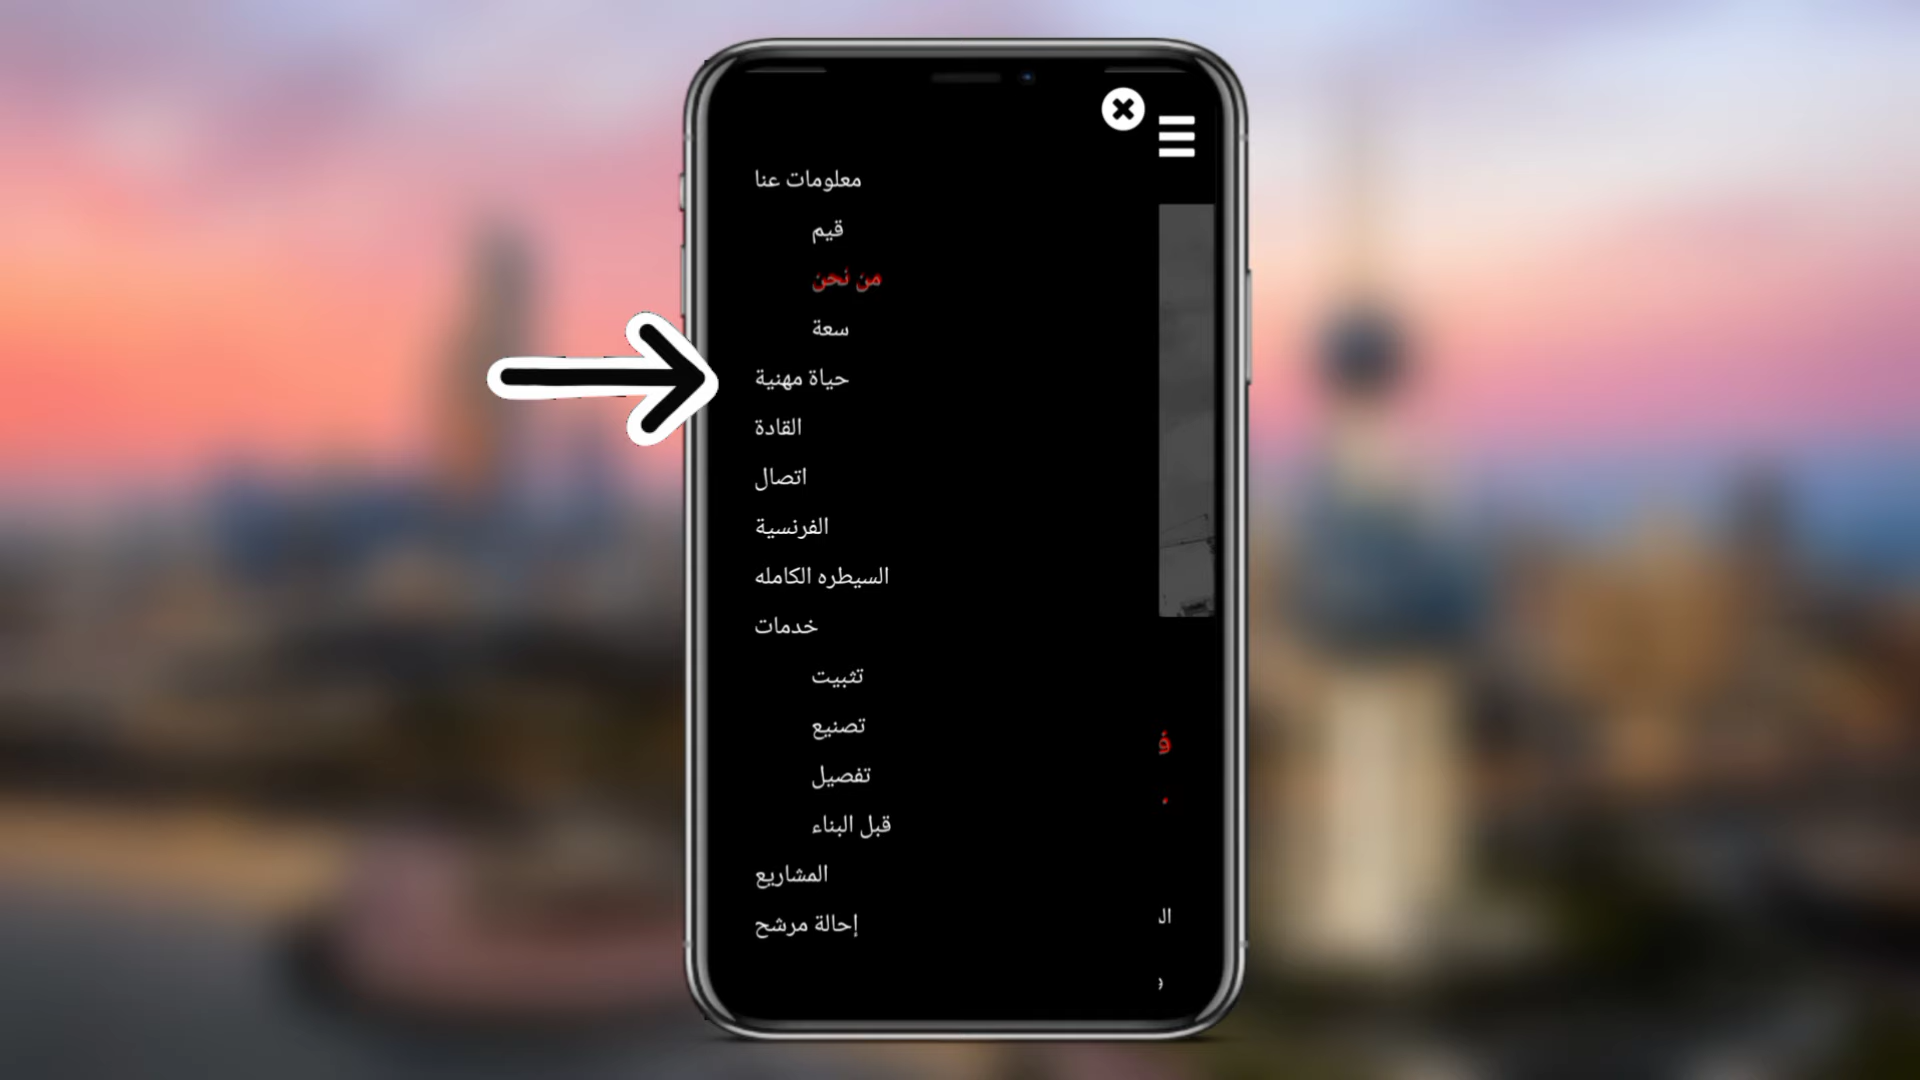 معلومات عنا
قيم
من نحن
سعة
حياة مهنية
القادة
اتصال
الفرنسية
السيطره الكامله
خدمات
تثبيت
تصنيع
تفصيل
قبل البناء
المشاريع
إحالة مرشح